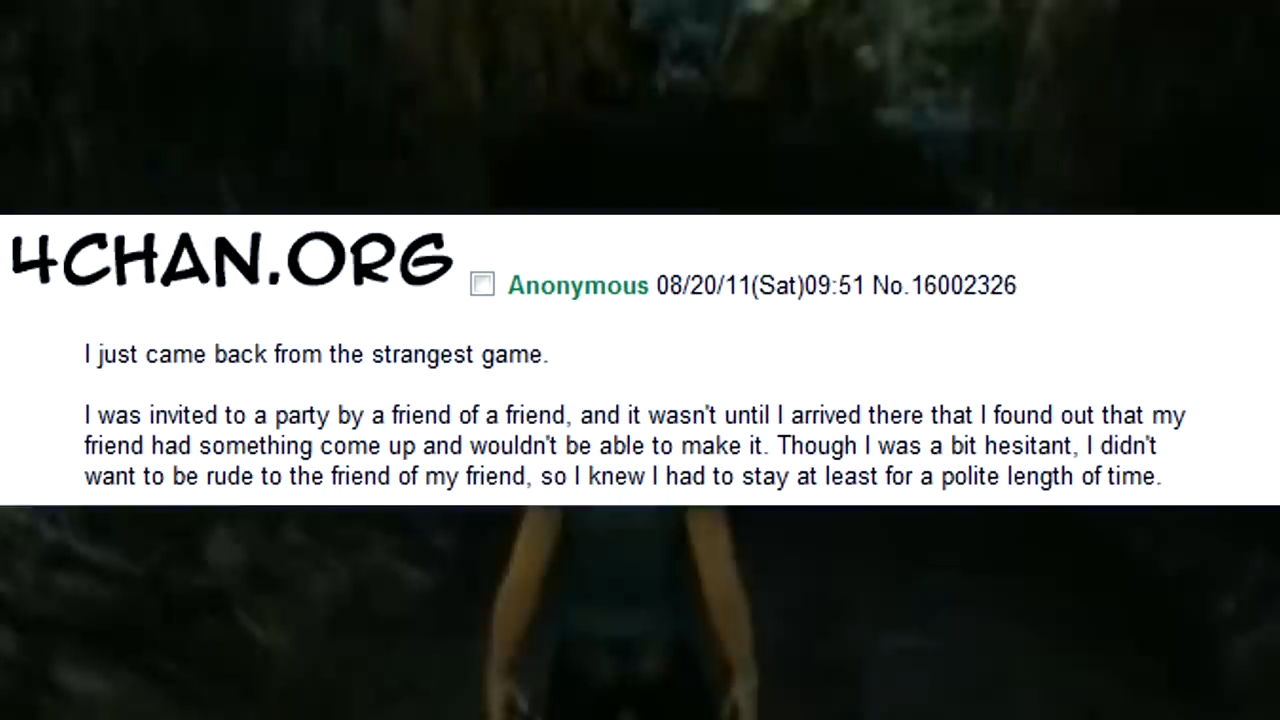 4CHAN.ORG
Anonymous 08/20/11(Sat)09:51 No.16002326
I just came back from the strangest game.
I was invited to a party by a friend of a friend, and it wasn't until I arrived there that I found out that my
friend had something come up and wouldn't be able to make it. Though I was a bit hesitant, I didn't
want to be rude to the friend of my friend, so I knew I had to stay at least for a polite length of time.